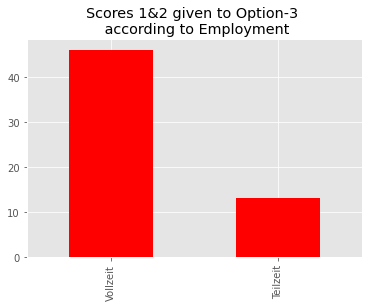 Scores 1&2 given to Option-3
according to Employment
40
30
20
10
0
Vollzeit
Teilzeit